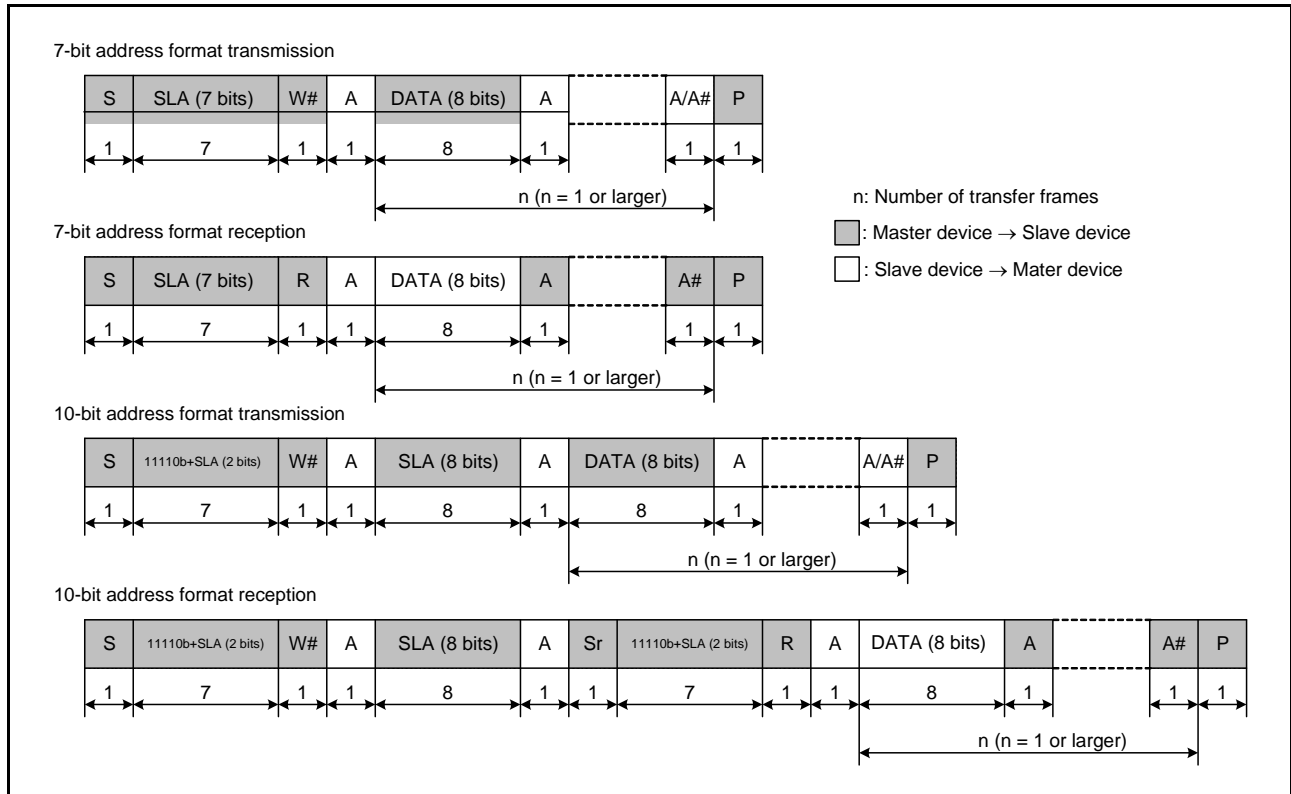 7-bit address format transmission
S SLA (7 bits) W# A DATA (8 bits) A A/A# P
1 7 1 1 8 1 1 1
n (n = 1 or larger)
n: Number of transfer frames
: Master device → Slave device
: Slave device → Mater device
7-bit address format reception
S SLA (7 bits) R A DATA (8 bits) A A# P
1 7 1 1 8 1 1 1
n (n = 1 or larger)
10-bit address format transmission
S 11110b+SLA (2 bits) W# A SLA (8 bits) A DATA (8 bits) A A/A# P
1 7 1 1 8 1 8 1 1 1
n (n = 1 or larger)
10-bit address format reception
S 11110b+SLA (2 bits) W# A SLA (8 bits) A Sr 11110b+SLA (2 bits) R A DATA (8 bits) A A# P
1 7 1 1 8 1 1 7 1 1 8 1 1 1
n (n = 1 or larger)